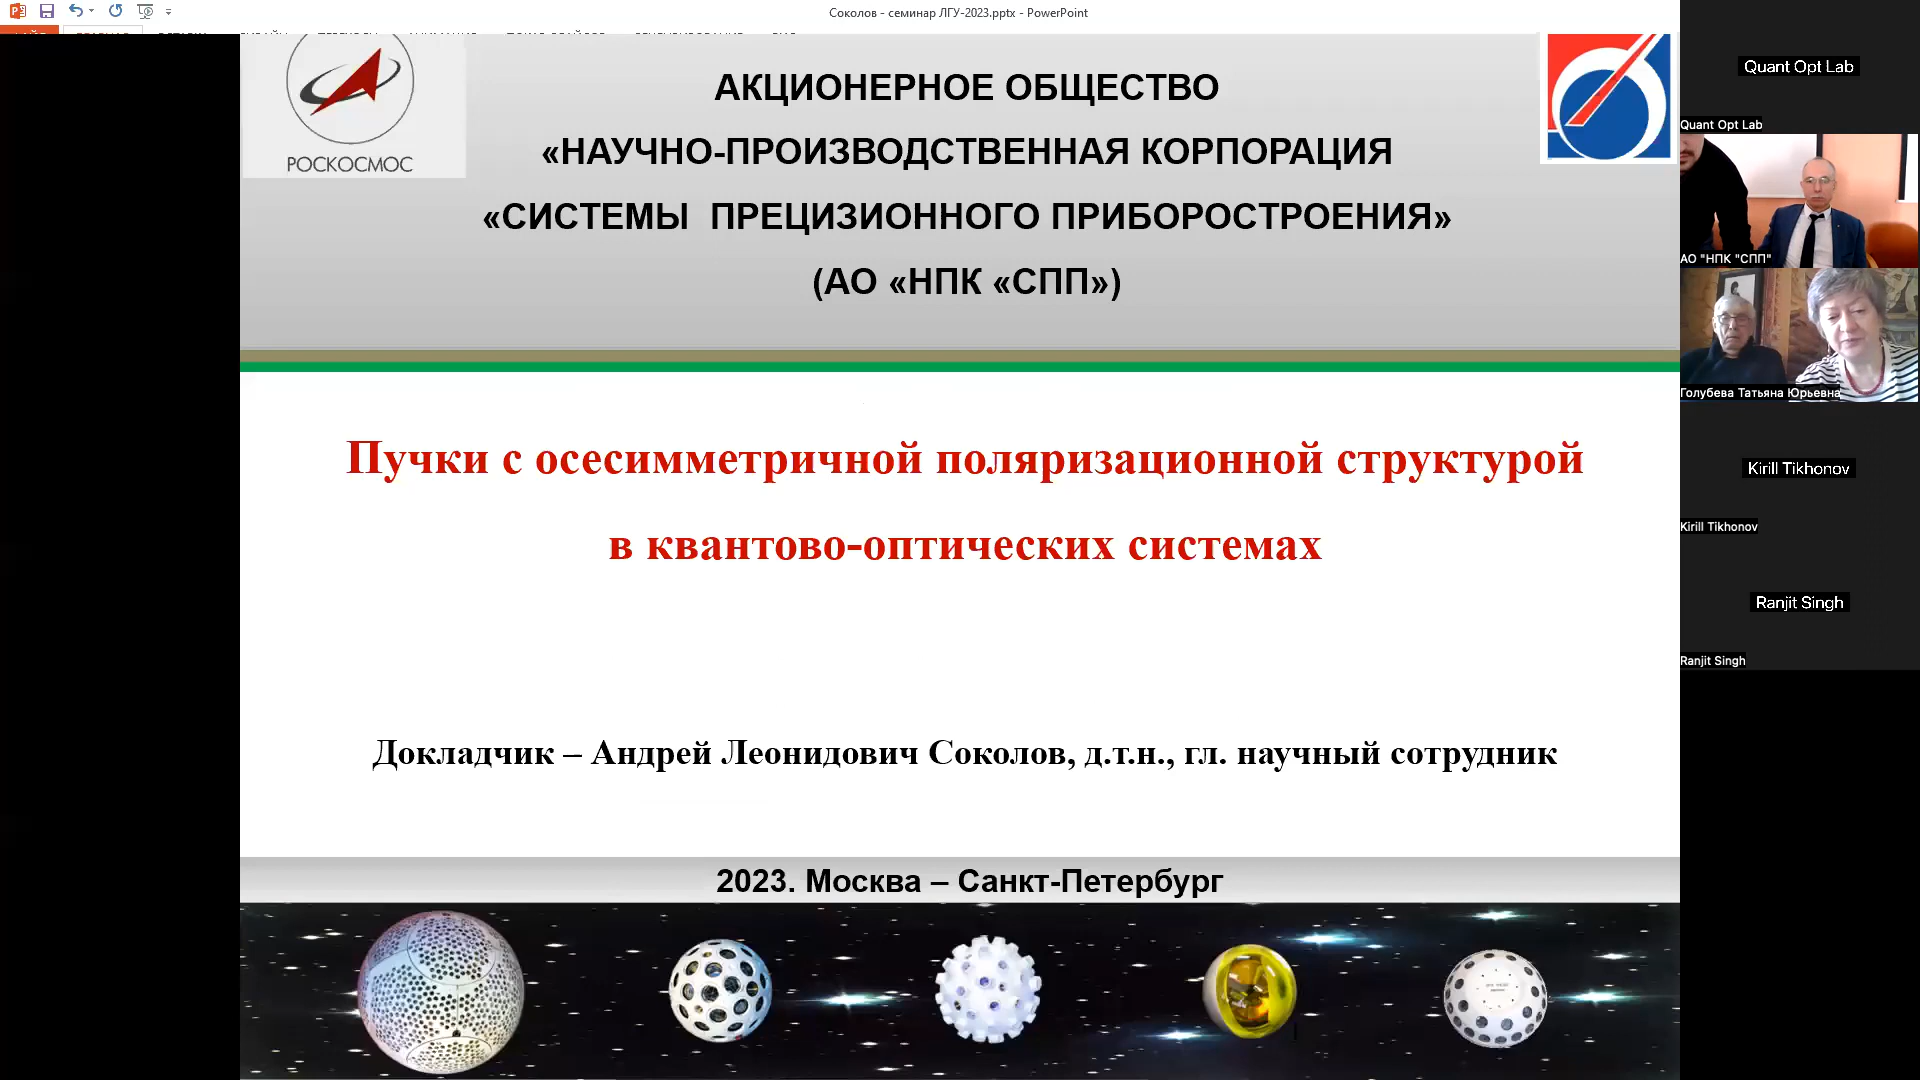 Соколов - семинар ЛГУ-2023.pptx - PowerPoint
РОСКОСМОС
АКЦИОНЕРНОЕ ОБЩЕСТВО
«НАУЧНО-ПРОИЗВОДСТВЕННАЯ КОРПОРАЦИЯ
«СИСТЕМЫ ПРЕЦИЗИОННОГО ПРИБОРОСТРОЕНИЯ»
(АО «НПК «СПП»)
Пучки с осесимметричной поляризационной структурой
в квантово-оптических системах
Докладчик – Андрей Леонидович Соколов, д.т.н., гл. научный сотрудник
2023. Москва – Санкт-Петербург
Quant Opt Lab
Quant Opt Lab
АО "НПК "СПП"
Голубева Татьяна Юрьевна
Kirill Tikhonov
Kirill Tikhonov
Ranjit Singh
Ranjit Singh